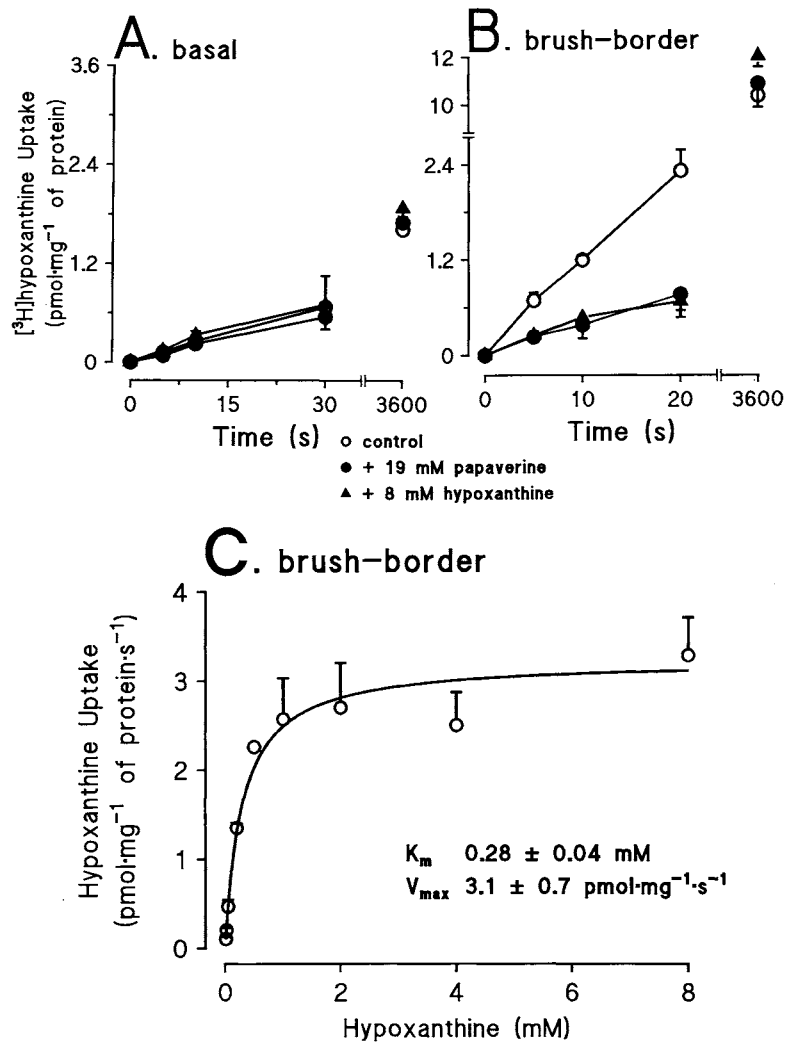 A. basal
B. brush-border
[³H]hypoxanthine Uptake
(pmol·mg⁻¹ of protein)
3.6
2.4
1.2
0
12
10
2.4
1.2
0
0
15
30
3600
Time (s)
0
10
20
3600
Time (s)
control
+ 19 mM papaverine
+ 8 mM hypoxanthine
C. brush-border
Hypoxanthine Uptake
(pmol·mg⁻¹ of protein·s⁻¹)
4
3
2
1
0
Km 0.28 ± 0.04 mM
Vmax 3.1 ± 0.7 pmol·mg⁻¹·s⁻¹
0
2
4
6
8
Hypoxanthine (mM)